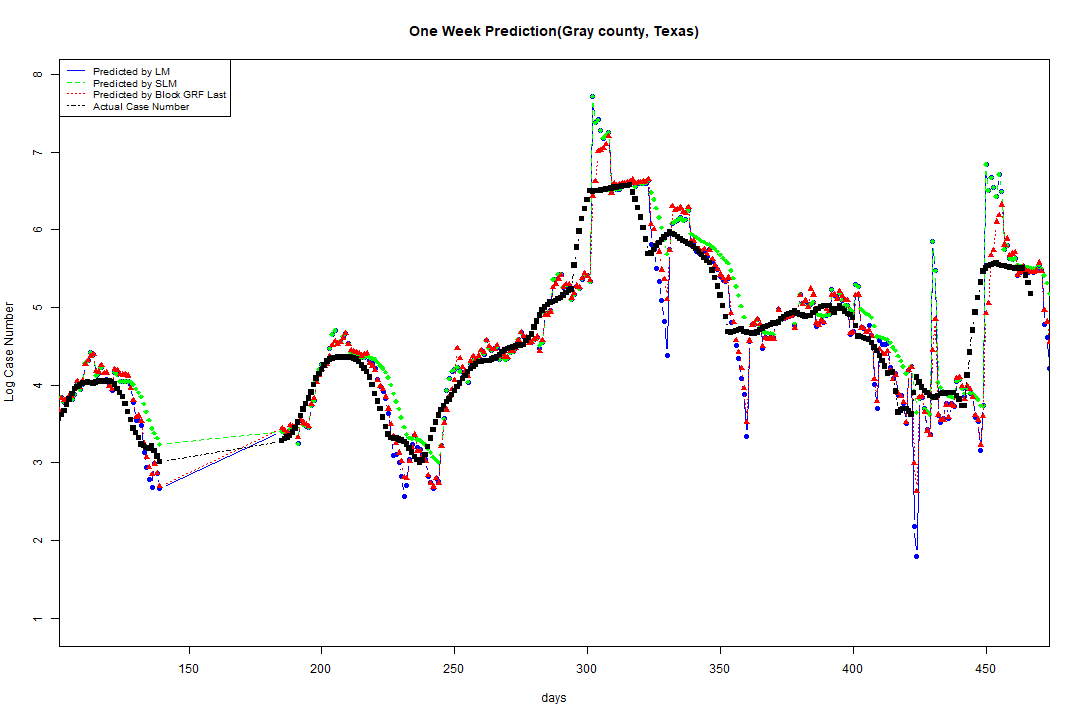 One Week Prediction(Gray county, Texas)
Predicted by LM
Predicted by SLM
Predicted by Block GRF Last
Actual Case Number
Log Case Number
8
7
6
5
4
3
2
1
150 200 250 300 350 400 450
days